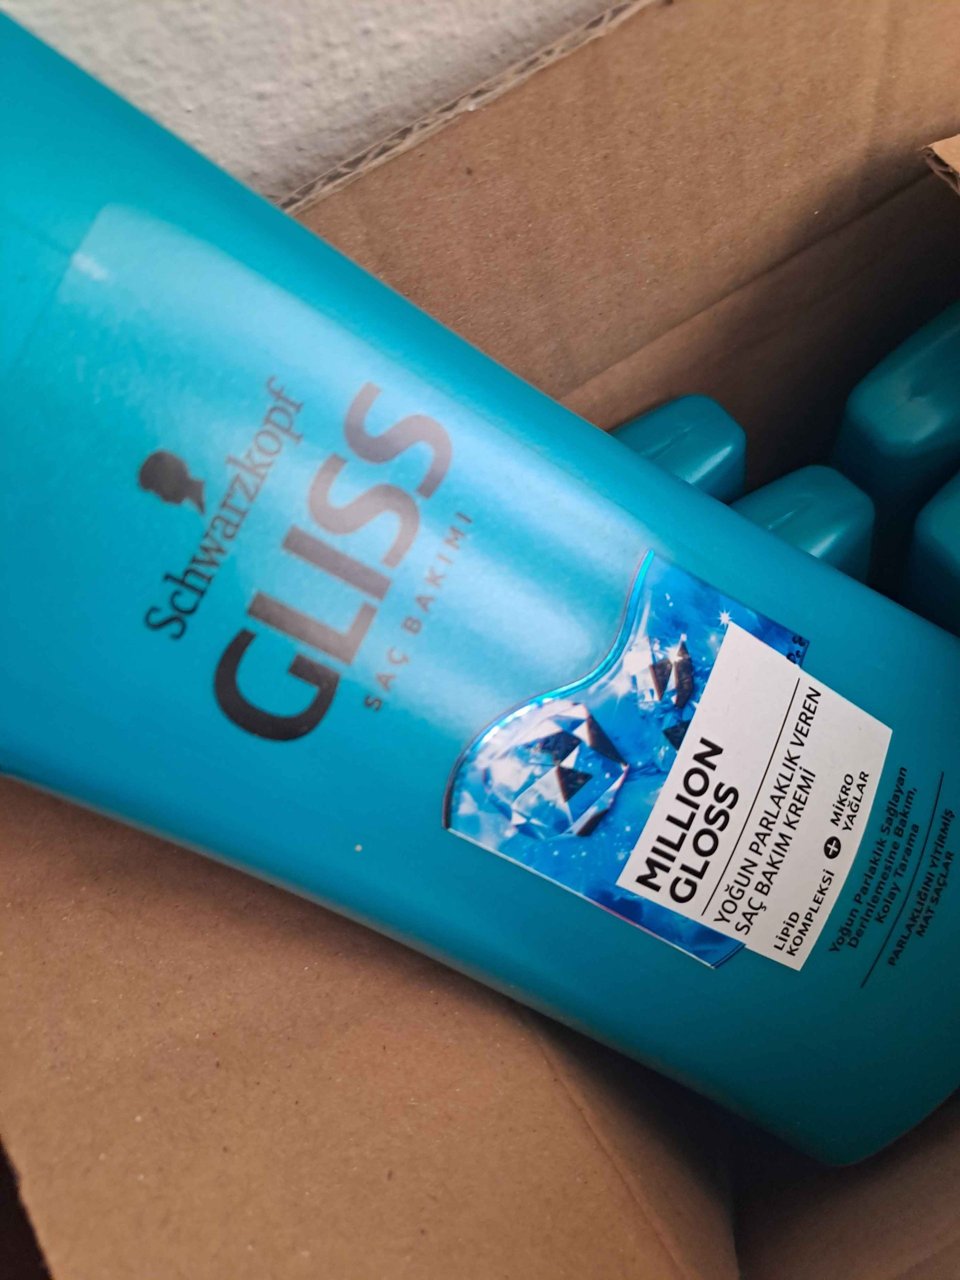 Schwarzkopf
GLISS
SAÇ BAKIMI
MILLION
GLOSS
YOĞUN PARLAKLIK VEREN
SAÇ BAKIM KREMİ
LİPİD
KOMPLEKSİ + MİKRO
YAĞLAR
Yoğun Parlaklık Sağlayan
Derinlemesine Bakım,
Kolay Tarama
PARLAKLIĞINI YİTİRMİŞ
MAT SAÇLAR